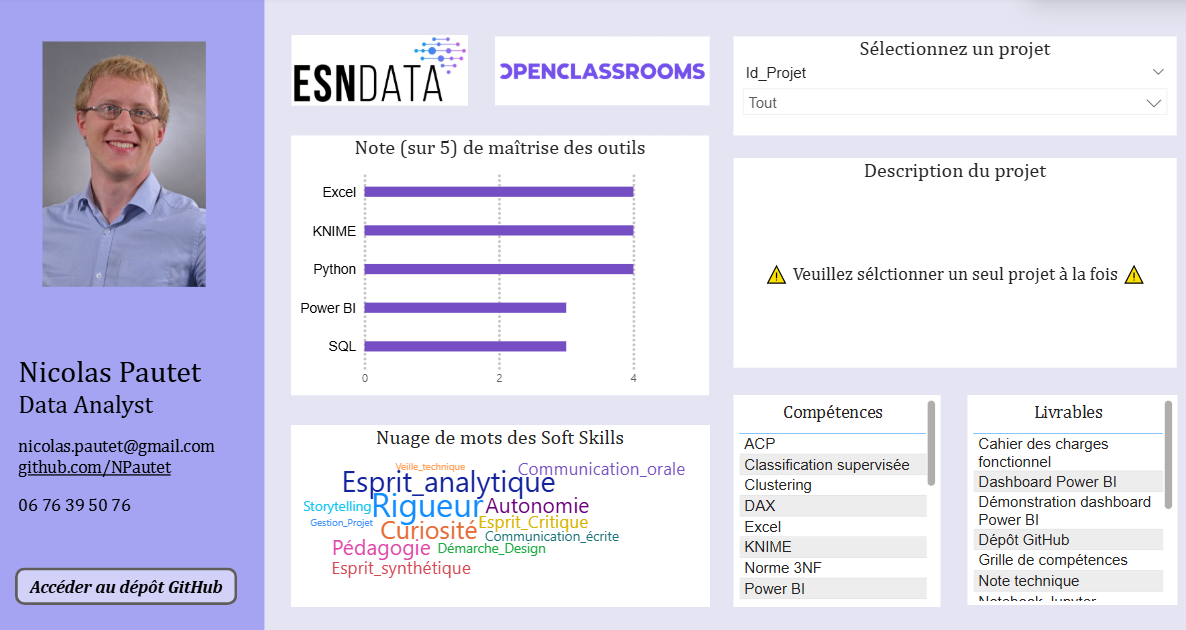 Nicolas Pautet
Data Analyst
nicolas.pautet@gmail.com
github.com/NPautet
06 76 39 50 76
Accéder au dépôt GitHub
ESNDATA
OPENCLASSROOMS
Note (sur 5) de maîtrise des outils
Excel
KNIME
Python
Power BI
SQL
0 2 4
Nuage de mots des Soft Skills
Veille_technique
Communication_orale
Esprit_analytique
Storytelling
Rigueur
Autonomie
Gestion_Projet
Curiosité
Esprit_Critique
Communication_écrite
Pédagogie
Démarche_Design
Esprit_synthétique
Sélectionnez un projet
Id_Projet
Tout
Description du projet
Veuillez sélctionner un seul projet à la fois
Compétences
ACP
Classification supervisée
Clustering
DAX
Excel
KNIME
Norme 3NF
Power BI
Livrables
Cahier des charges
fonctionnel
Dashboard Power BI
Démonstration dashboard
Power BI
Dépôt GitHub
Grille de compétences
Note technique
Notebook Jupyter